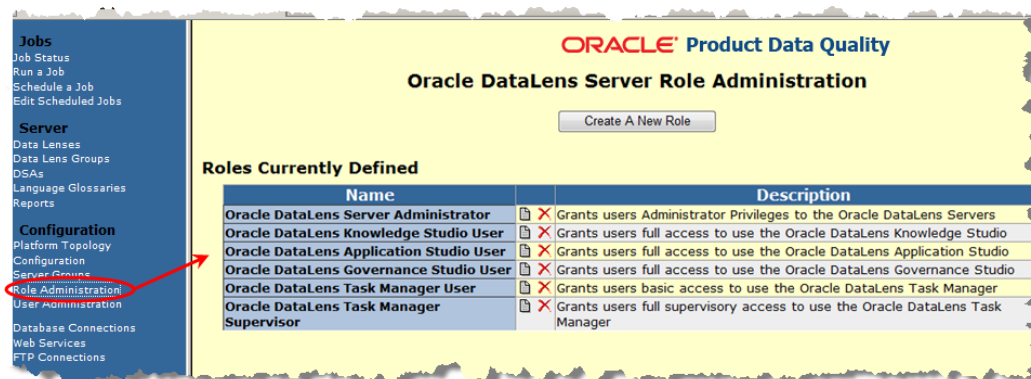 Jobs
Job Status
Run a Job
Schedule a Job
Edit Scheduled Jobs
Server
Data Lenses
Data Lens Groups
DSAs
Language Glossaries
Reports
Configuration
Platform Topology
Configuration
Server Groups
Role Administration
User Administration
Database Connections
Web Services
FTP Connections
ORACLE Product Data Quality
Oracle DataLens Server Role Administration
Create A New Role
Roles Currently Defined
Name Description
Oracle DataLens Server Administrator Grants users Administrator Privileges to the Oracle DataLens Servers
Oracle DataLens Knowledge Studio User Grants users full access to use the Oracle DataLens Knowledge Studio
Oracle DataLens Application Studio User Grants users full access to use the Oracle DataLens Application Studio
Oracle DataLens Governance Studio User Grants users full access to use the Oracle DataLens Governance Studio
Oracle DataLens Task Manager User Grants users basic access to use the Oracle DataLens Task Manager
Oracle DataLens Task Manager Supervisor Grants users full supervisory access to use the Oracle DataLens Task Manager